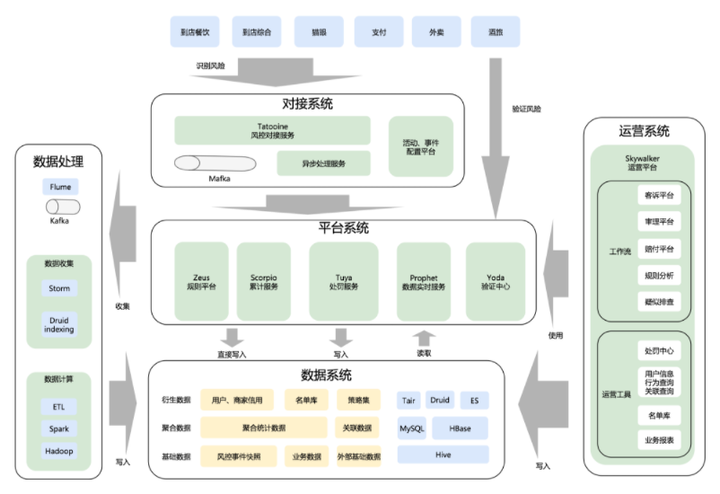 到店餐饮
到店综合
猫眼
支付
外卖
酒旅
识别风险
验证风险
对接系统
Tatooine
风控对接服务
Mafka
异步处理服务
活动、事件
配置平台
数据处理
Flume
Kafka
数据收集
Storm
Druid
indexing
数据计算
ETL
Spark
Hadoop
收集
写入
平台系统
Zeus
规则平台
Scorpio
累计服务
Tuya
处罚服务
Prophet
数据实时服务
Yoda
验证中心
直接写入
写入
读取
数据系统
衍生数据
用户、商家信用
名单库
策略集
Tair
Druid
ES
聚合数据
聚合统计数据
关联数据
MySQL
HBase
基础数据
风控事件快照
业务数据
外部基础数据
Hive
使用
写入
运营系统
Skywalker
运营平台
工作流
客诉平台
审理平台
赔付平台
规则分析
疑似排查
运营工具
处罚中心
用户信息
行为查询
关联查询
名单库
业务报表